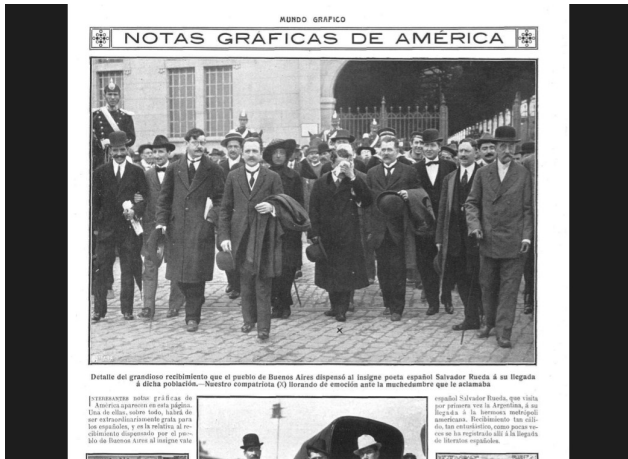 MUNDO GRAFICO
NOTAS GRAFICAS DE AMÉRICA
X
Detalle del grandioso recibimiento que el pueblo de Buenos Aires dispensó al insigne poeta español Salvador Rueda á su llegada
á dicha población.—Nuestro compatriota (X) llorando de emoción ante la muchedumbre que le aclamaba
INTERESANTES notas gráficas de
América aparecen en esta página.
Una de ellas, sobre todo, habrá de
ser extraordinariamente grata para
los españoles, y es la relativa al re-
cibimiento dispensado por el pue-
blo de Buenos Aires al insigne vate
español Salvador Rueda, que visita
por primera vez la Argentina, á su
llegada á la hermosa metrópoli
americana. Recibimiento tan cáli-
do, tan entusiástico, como pocas ve-
ces se ha registrado allí á la llegada
de literatos españoles.